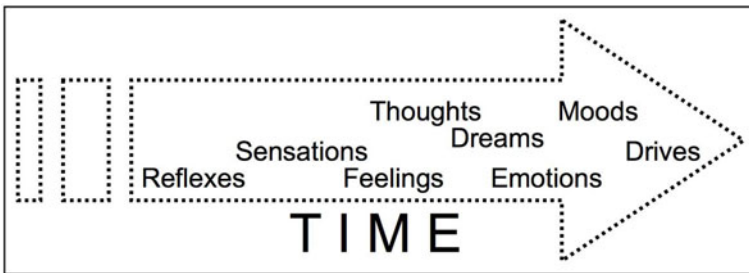 Thoughts Moods
Dreams
Sensations Drives
Reflexes Feelings Emotions
TIME